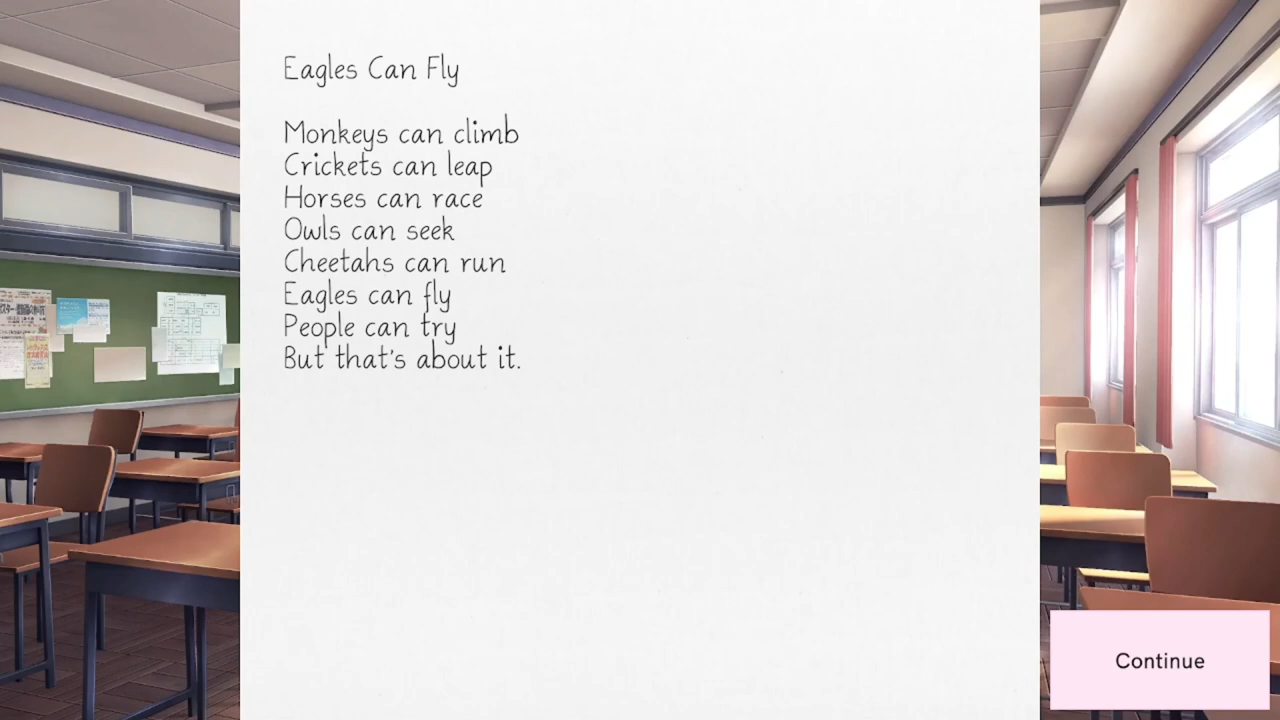 Eagles Can Fly
Monkeys can climb
Crickets can leap
Horses can race
Owls can seek
Cheetahs can run
Eagles can fly
People can try
But that's about it.
Continue